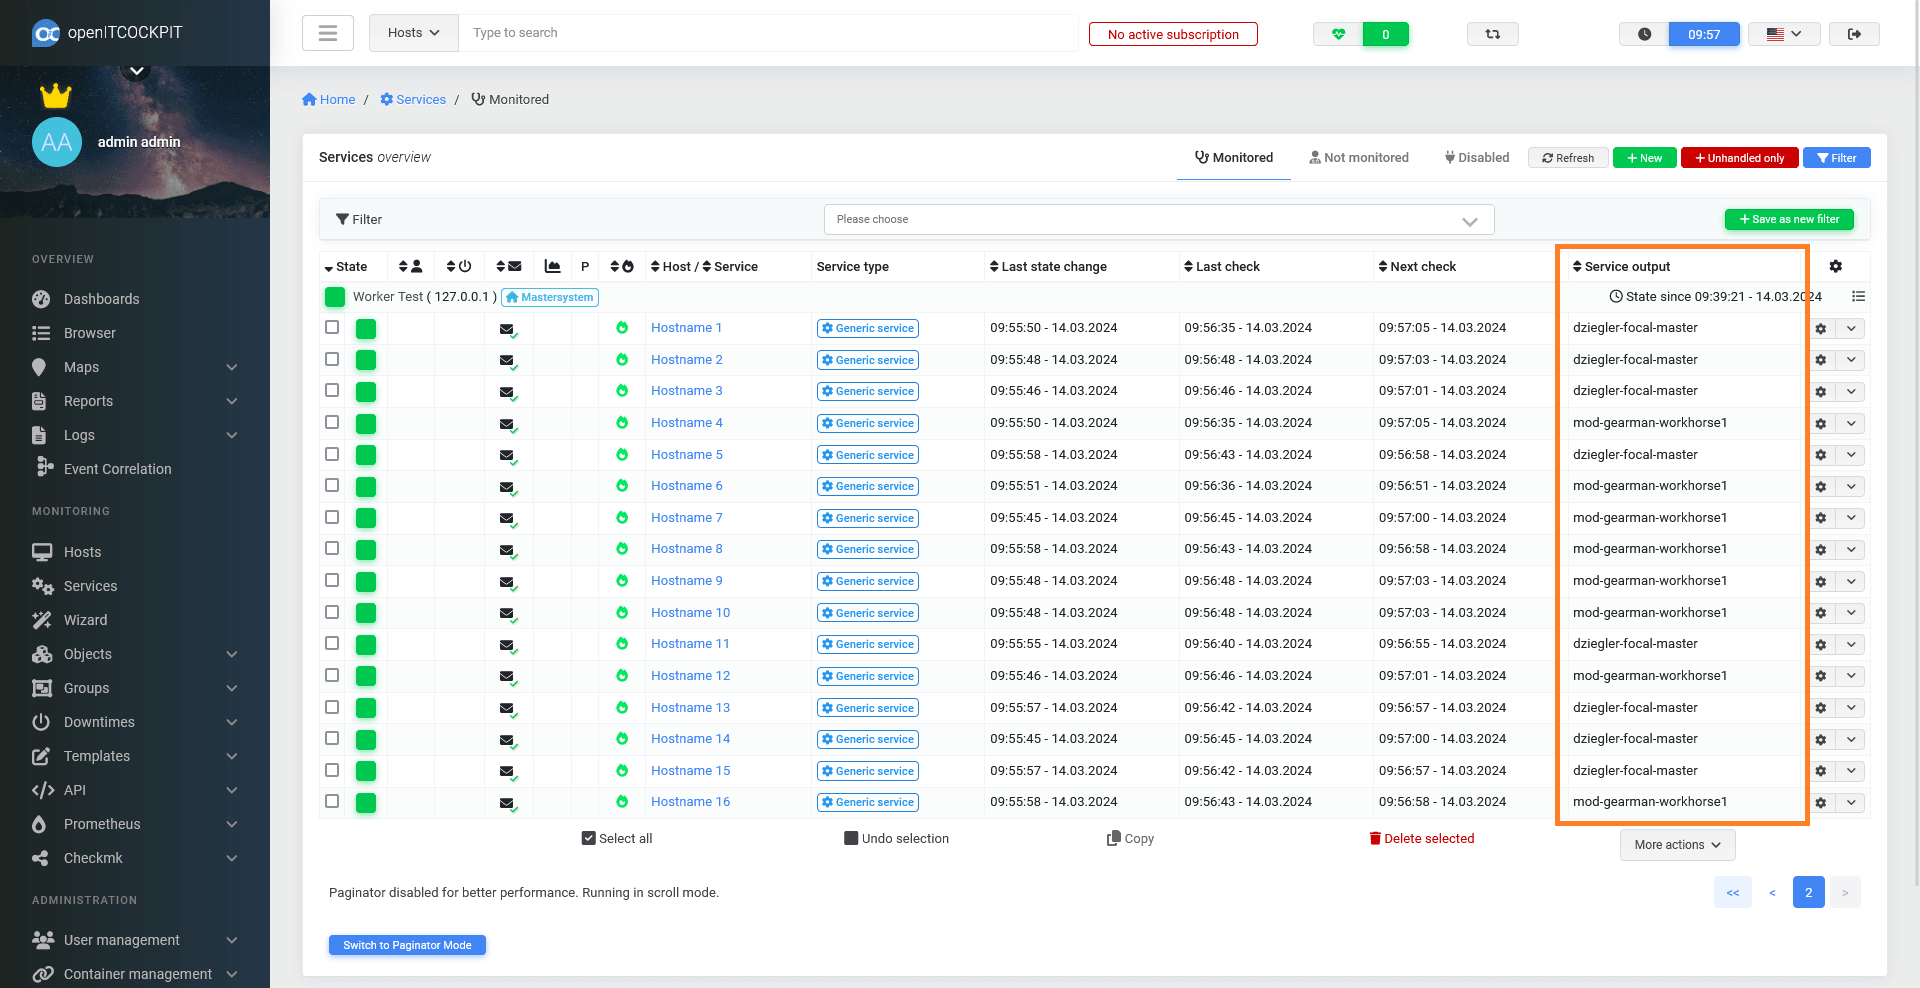 openITCOCKPIT
Hosts
Type to search
No active subscription
0
09:57
AA
admin admin
Home / Services / Monitored
Services overview
Monitored
Not monitored
Disabled
Refresh
New
Unhandled only
Filter
Filter
Please choose
Save as new filter
State P Host / Service Service type Last state change Last check Next check Service output
Worker Test ( 127.0.0.1 ) Mastersystem State since 09:39:21 - 14.03.2024
Hostname 1 Generic service 09:55:50 - 14.03.2024 09:56:35 - 14.03.2024 09:57:05 - 14.03.2024 dziegler-focal-master
Hostname 2 Generic service 09:55:48 - 14.03.2024 09:56:48 - 14.03.2024 09:57:03 - 14.03.2024 dziegler-focal-master
Hostname 3 Generic service 09:55:46 - 14.03.2024 09:56:46 - 14.03.2024 09:57:01 - 14.03.2024 dziegler-focal-master
Hostname 4 Generic service 09:55:50 - 14.03.2024 09:56:35 - 14.03.2024 09:57:05 - 14.03.2024 mod-gearman-workhorse1
Hostname 5 Generic service 09:55:58 - 14.03.2024 09:56:43 - 14.03.2024 09:56:58 - 14.03.2024 dziegler-focal-master
Hostname 6 Generic service 09:55:51 - 14.03.2024 09:56:36 - 14.03.2024 09:56:51 - 14.03.2024 mod-gearman-workhorse1
Hostname 7 Generic service 09:55:45 - 14.03.2024 09:56:45 - 14.03.2024 09:57:00 - 14.03.2024 mod-gearman-workhorse1
Hostname 8 Generic service 09:55:58 - 14.03.2024 09:56:43 - 14.03.2024 09:56:58 - 14.03.2024 mod-gearman-workhorse1
Hostname 9 Generic service 09:55:48 - 14.03.2024 09:56:48 - 14.03.2024 09:57:03 - 14.03.2024 mod-gearman-workhorse1
Hostname 10 Generic service 09:55:48 - 14.03.2024 09:56:48 - 14.03.2024 09:57:03 - 14.03.2024 mod-gearman-workhorse1
Hostname 11 Generic service 09:55:55 - 14.03.2024 09:56:40 - 14.03.2024 09:56:55 - 14.03.2024 dziegler-focal-master
Hostname 12 Generic service 09:55:46 - 14.03.2024 09:56:46 - 14.03.2024 09:57:01 - 14.03.2024 mod-gearman-workhorse1
Hostname 13 Generic service 09:55:57 - 14.03.2024 09:56:42 - 14.03.2024 09:56:57 - 14.03.2024 dziegler-focal-master
Hostname 14 Generic service 09:55:45 - 14.03.2024 09:56:45 - 14.03.2024 09:57:00 - 14.03.2024 dziegler-focal-master
Hostname 15 Generic service 09:55:57 - 14.03.2024 09:56:42 - 14.03.2024 09:56:57 - 14.03.2024 dziegler-focal-master
Hostname 16 Generic service 09:55:58 - 14.03.2024 09:56:43 - 14.03.2024 09:56:58 - 14.03.2024 mod-gearman-workhorse1
Select all
Undo selection
Copy
Delete selected
More actions
Paginator disabled for better performance. Running in scroll mode.
<< < 2 >
Switch to Paginator Mode
OVERVIEW
Dashboards
Browser
Maps
Reports
Logs
Event Correlation
MONITORING
Hosts
Services
Wizard
Objects
Groups
Downtimes
Templates
API
Prometheus
Checkmk
ADMINISTRATION
User management
Container management